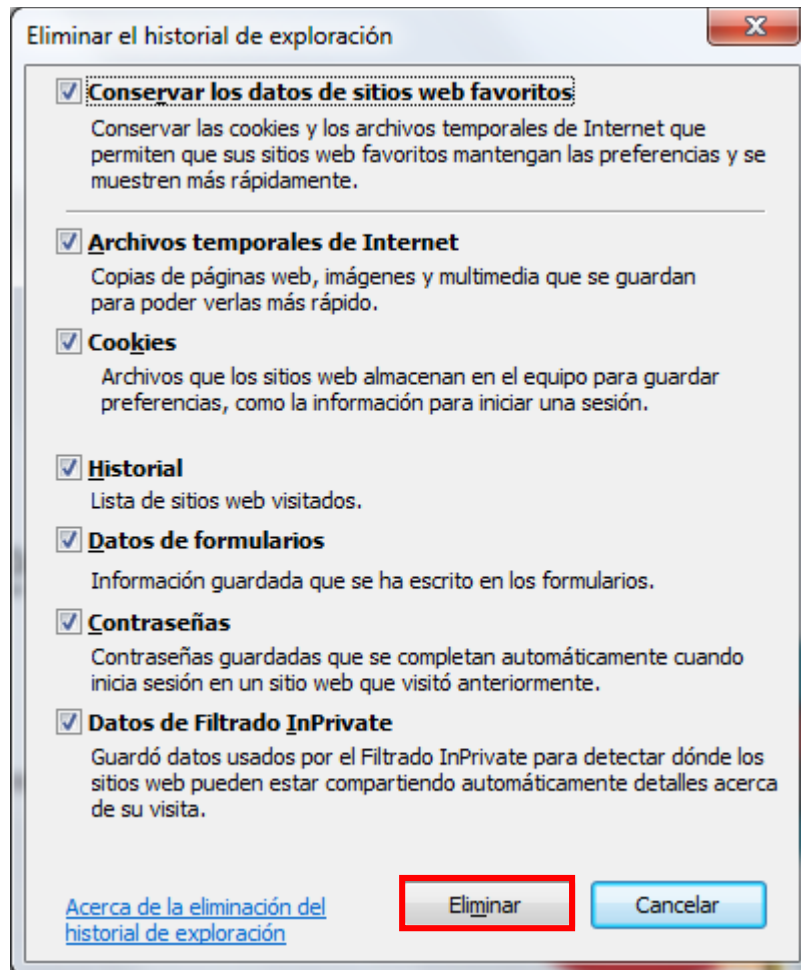 Eliminar el historial de exploración
Conservar los datos de sitios web favoritos
Conservar las cookies y los archivos temporales de Internet que
permiten que sus sitios web favoritos mantengan las preferencias y se
muestren más rápidamente.
Archivos temporales de Internet
Copias de páginas web, imágenes y multimedia que se guardan
para poder verlas más rápido.
Cookies
Archivos que los sitios web almacenan en el equipo para guardar
preferencias, como la información para iniciar una sesión.
Historial
Lista de sitios web visitados.
Datos de formularios
Información guardada que se ha escrito en los formularios.
Contraseñas
Contraseñas guardadas que se completan automáticamente cuando
inicia sesión en un sitio web que visitó anteriormente.
Datos de Filtrado InPrivate
Guardó datos usados por el Filtrado InPrivate para detectar dónde los
sitios web pueden estar compartiendo automáticamente detalles acerca
de su visita.
Acerca de la eliminación del
historial de exploración
Eliminar
Cancelar